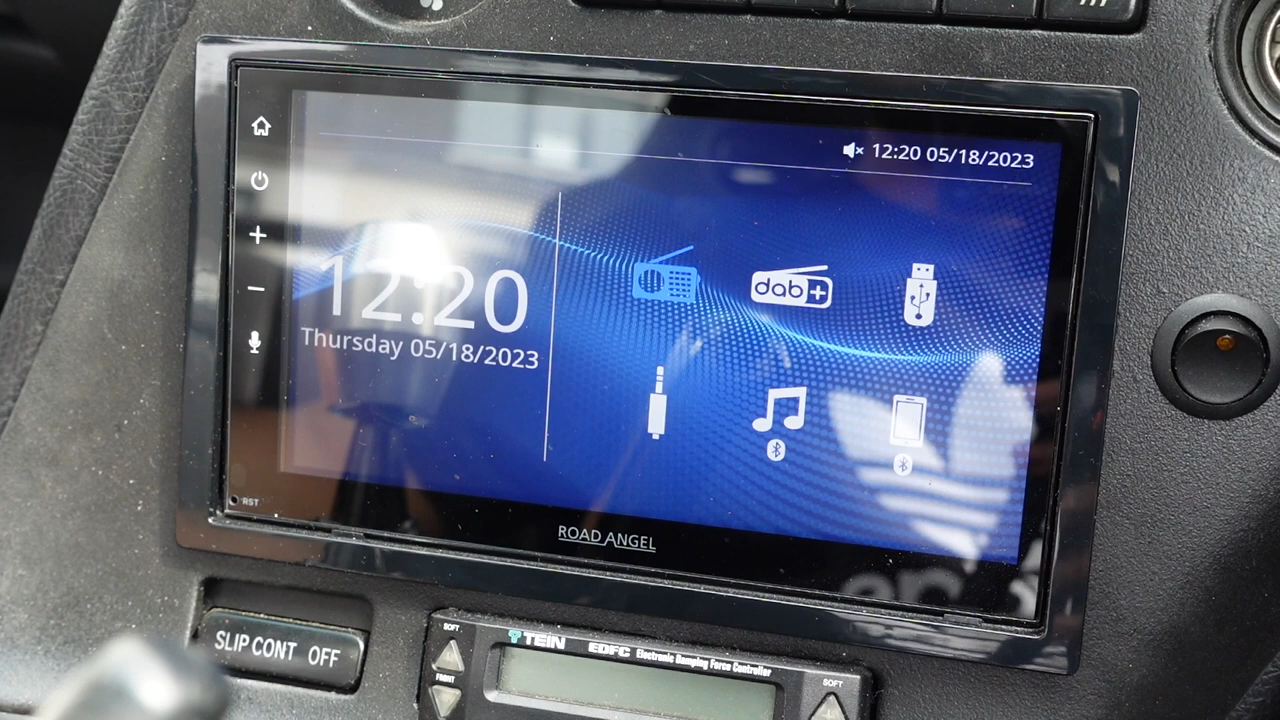 12:20 05/18/2023
12:20
Thursday 05/18/2023
dab+
RST
ROAD ANGEL
SLIP CONT OFF
SOFT
TEIN EDFC Electronic Damping Force Controller
FRONT
SOFT